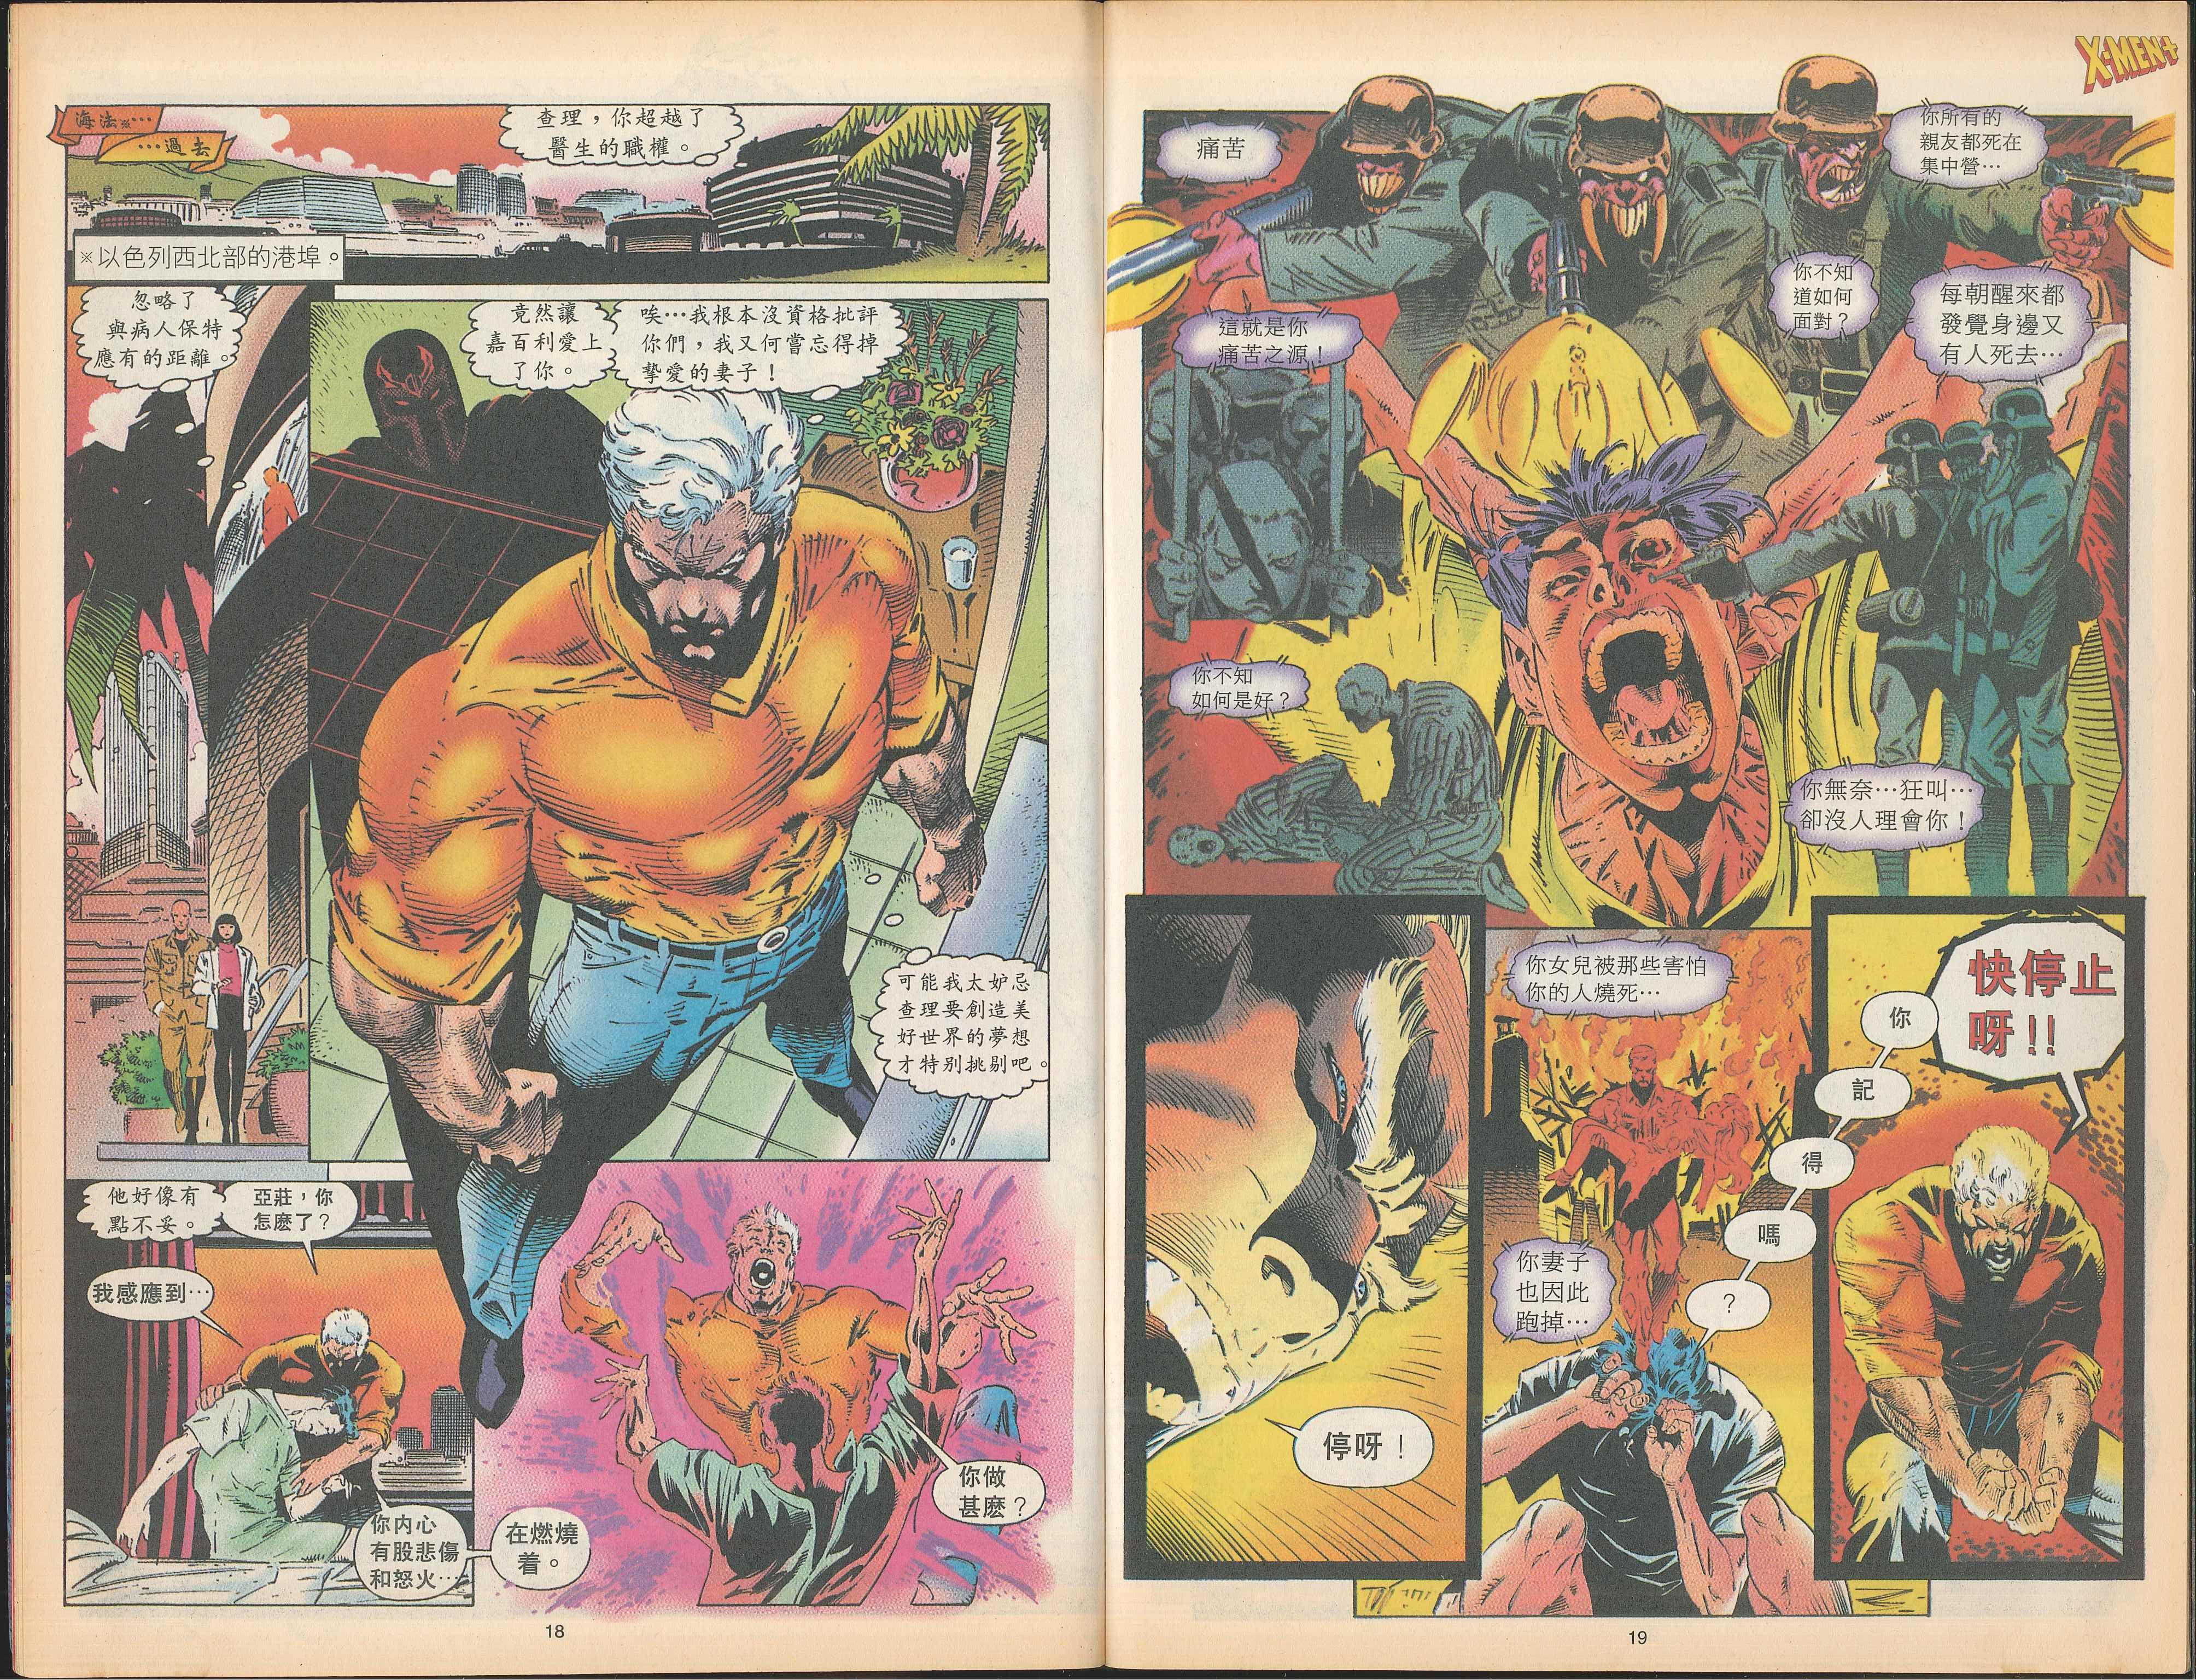 海法※…
…過去
查理，你超越了
醫生的職權。
※以色列西北部的港埠。
忽略了
與病人保特
應有的距離。
竟然讓
嘉百利愛上
了你。
唉…我根本沒資格批評
你們，我又何嘗忘得掉
摯愛的妻子！
可能我太妒忌
查理要創造美
好世界的夢想
才特別挑剔吧。
他好像有
點不妥。
亞莊，你
怎麽了？
我感應到…
你内心
有股悲傷
和怒火…
在燃燒
着。
你做
甚麽？
18
X-MEN+
痛苦
你所有的
親友都死在
集中營…
這就是你
痛苦之源！
你不知
道如何
面對？
每朝醒來都
發覺身邊又
有人死去…
你不知
如何是好？
你無奈…狂叫…
卻沒人理會你！
停呀！
你女兒被那些害怕
你的人燒死…
你妻子
也因此
跑掉…
你
記
得
嗎
？
快停止
呀!!
19